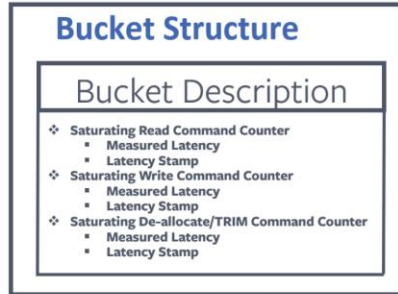 Bucket Structure
Bucket Description
❖ Saturating Read Command Counter
▪ Measured Latency
▪ Latency Stamp
❖ Saturating Write Command Counter
▪ Measured Latency
▪ Latency Stamp
❖ Saturating De-allocate/TRIM Command Counter
▪ Measured Latency
▪ Latency Stamp